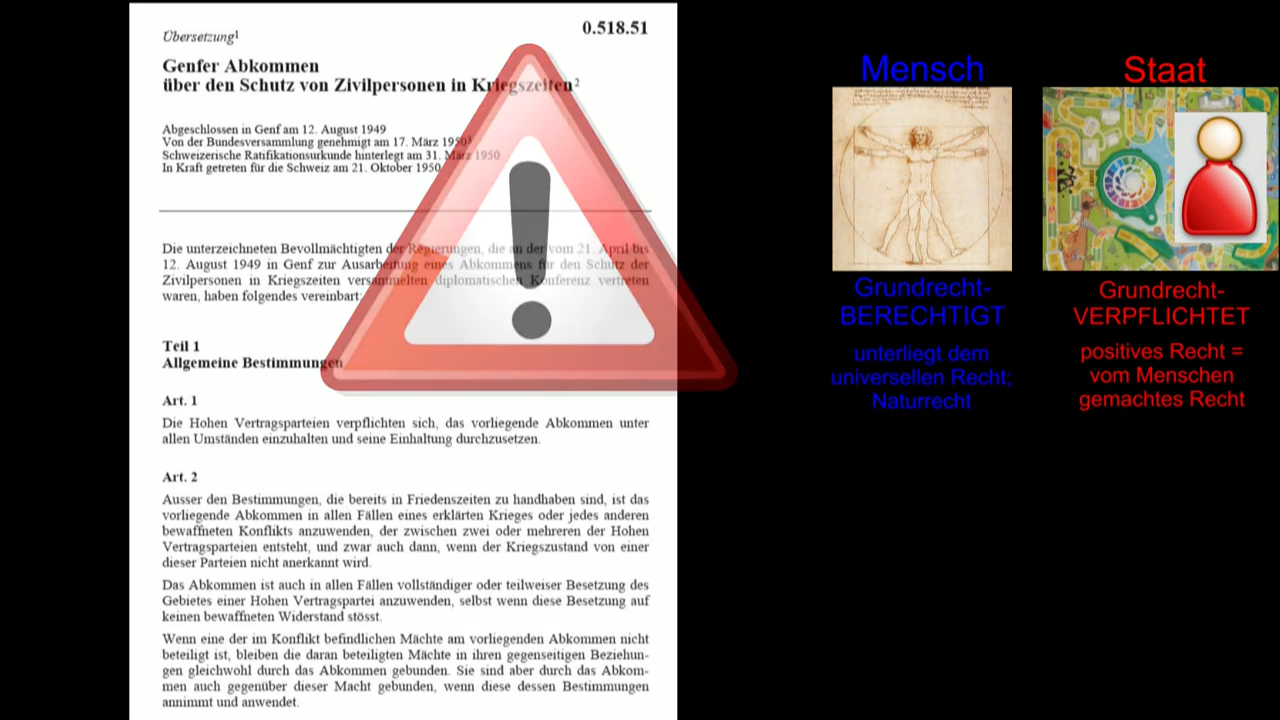 Übersetzung¹
0.518.51
Genfer Abkommen
über den Schutz von Zivilpersonen in Kriegszeiten²
Abgeschlossen in Genf am 12. August 1949
Von der Bundesversammlung genehmigt am 17. März 1950³
Schweizerische Ratifikationsurkunde hinterlegt am 31. März 1950
In Kraft getreten für die Schweiz am 21. Oktober 1950
Die unterzeichneten Bevollmächtigten der Regierungen, die an der vom 21. April bis
12. August 1949 in Genf zur Ausarbeitung eines Abkommens für den Schutz der
Zivilpersonen in Kriegszeiten versammelten diplomatischen Konferenz vertreten
waren, haben folgendes vereinbart:
Teil 1
Allgemeine Bestimmungen
Art. 1
Die Hohen Vertragsparteien verpflichten sich, das vorliegende Abkommen unter
allen Umständen einzuhalten und seine Einhaltung durchzusetzen.
Art. 2
Ausser den Bestimmungen, die bereits in Friedenszeiten zu handhaben sind, ist das
vorliegende Abkommen in allen Fällen eines erklärten Krieges oder jedes anderen
bewaffneten Konflikts anzuwenden, der zwischen zwei oder mehreren der Hohen
Vertragsparteien entsteht, und zwar auch dann, wenn der Kriegszustand von einer
dieser Parteien nicht anerkannt wird.
Das Abkommen ist auch in allen Fällen vollständiger oder teilweiser Besetzung des
Gebietes einer Hohen Vertragspartei anzuwenden, selbst wenn diese Besetzung auf
keinen bewaffneten Widerstand stösst.
Wenn eine der im Konflikt befindlichen Mächte am vorliegenden Abkommen nicht
beteiligt ist, bleiben die daran beteiligten Mächte in ihren gegenseitigen Beziehun-
gen gleichwohl durch das Abkommen gebunden. Sie sind aber durch das Abkom-
men auch gegenüber dieser Macht gebunden, wenn diese dessen Bestimmungen
annimmt und anwendet.
Mensch
Grundrecht-
BERECHTIGT
unterliegt dem
universellen Recht;
Naturrecht
Staat
Grundrecht-
VERPFLICHTET
positives Recht =
vom Menschen
gemachtes Recht